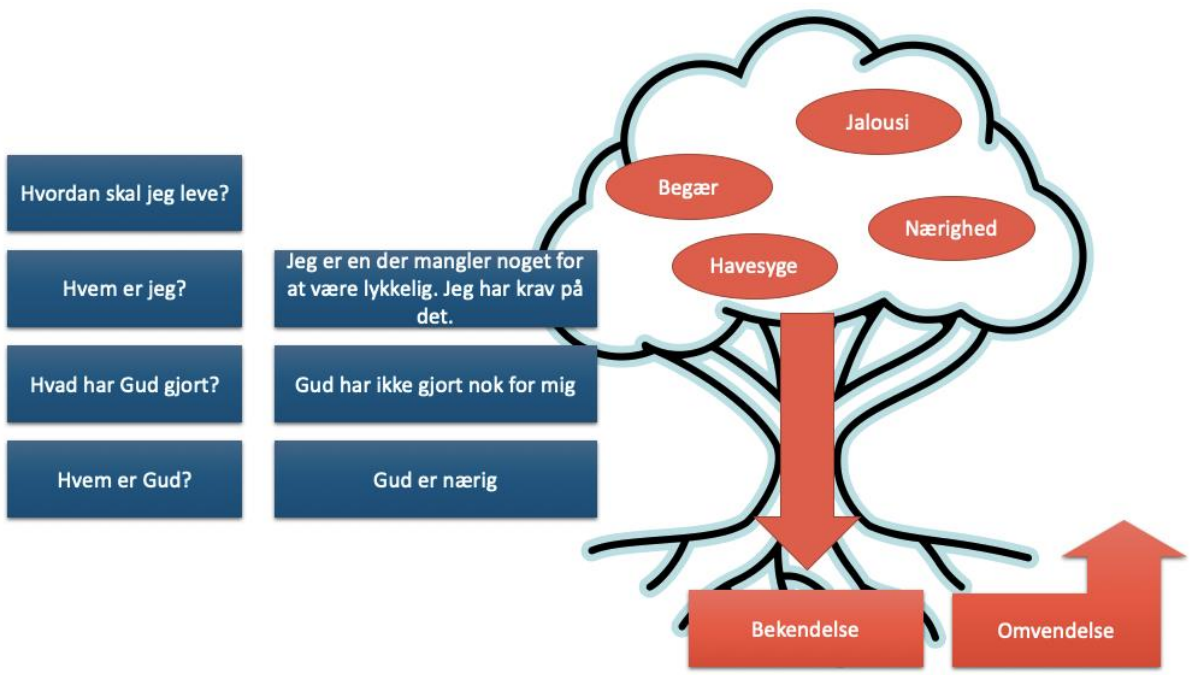 Hvordan skal jeg leve?
Hvem er jeg?
Jeg er en der mangler noget for
at være lykkelig. Jeg har krav på
det.
Hvad har Gud gjort?
Gud har ikke gjort nok for mig
Hvem er Gud?
Gud er nærig
Jalousi
Begær
Nærighed
Havesyge
Bekendelse
Omvendelse